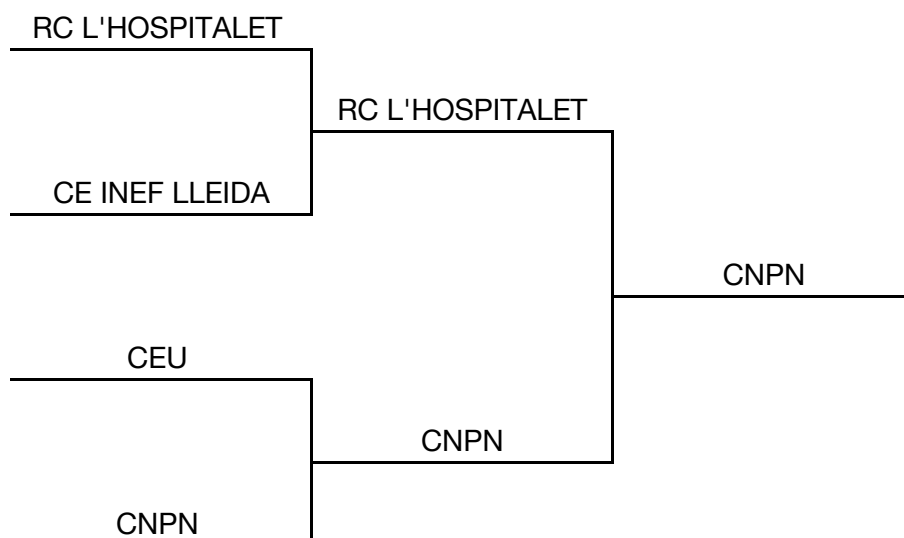 RC L'HOSPITALET
RC L'HOSPITALET
CE INEF LLEIDA
CNPN
CEU
CNPN
CNPN